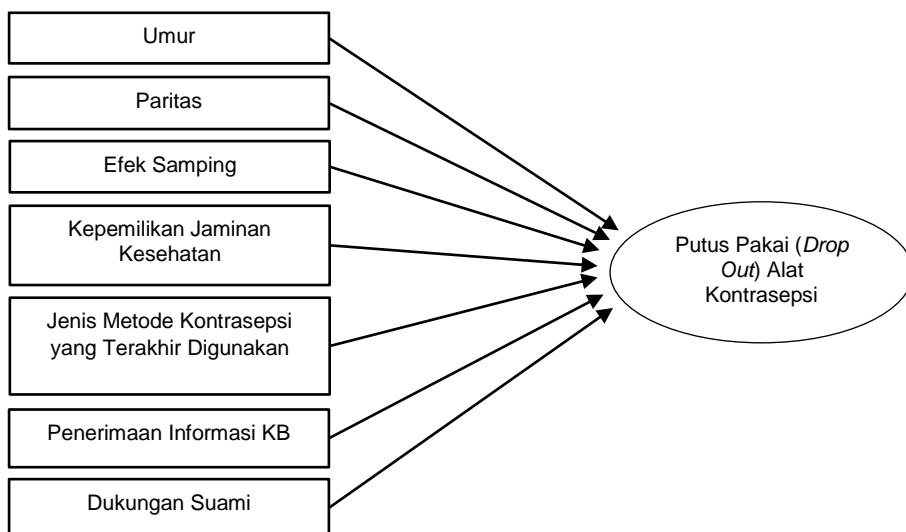 Umur
Paritas
Efek Samping
Kepemilikan Jaminan
Kesehatan
Jenis Metode Kontrasepsi
yang Terakhir Digunakan
Penerimaan Informasi KB
Dukungan Suami
Putus Pakai (Drop
Out) Alat
Kontrasepsi